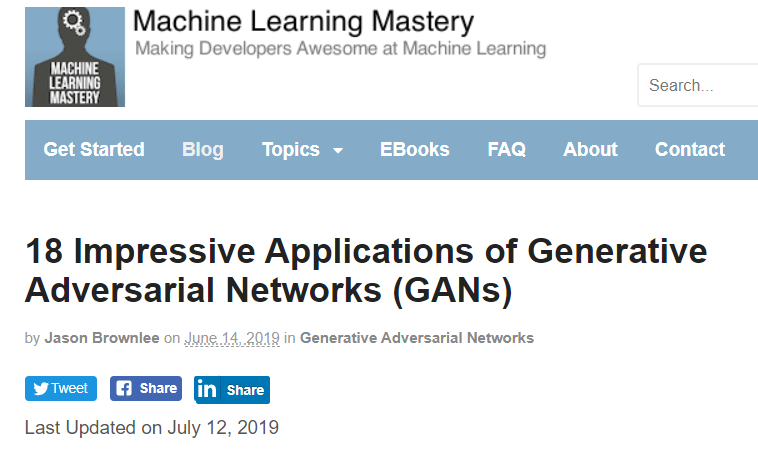 MACHINE
LEARNING
MASTERY
Machine Learning Mastery
Making Developers Awesome at Machine Learning
Search...
Get Started Blog Topics EBooks FAQ About Contact
18 Impressive Applications of Generative
Adversarial Networks (GANs)
by Jason Brownlee on June 14, 2019 in Generative Adversarial Networks
Tweet Share Share
Last Updated on July 12, 2019